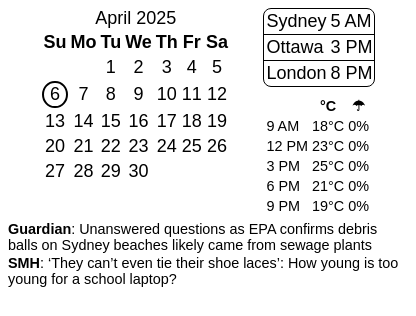 April 2025
Su Mo Tu We Th Fr Sa
1 2 3 4 5
6 7 8 9 10 11 12
13 14 15 16 17 18 19
20 21 22 23 24 25 26
27 28 29 30
Sydney 5 AM
Ottawa 3 PM
London 8 PM
°C ☂
9 AM 18°C 0%
12 PM 23°C 0%
3 PM 25°C 0%
6 PM 21°C 0%
9 PM 19°C 0%
Guardian: Unanswered questions as EPA confirms debris
balls on Sydney beaches likely came from sewage plants
SMH: ‘They can’t even tie their shoe laces’: How young is too
young for a school laptop?